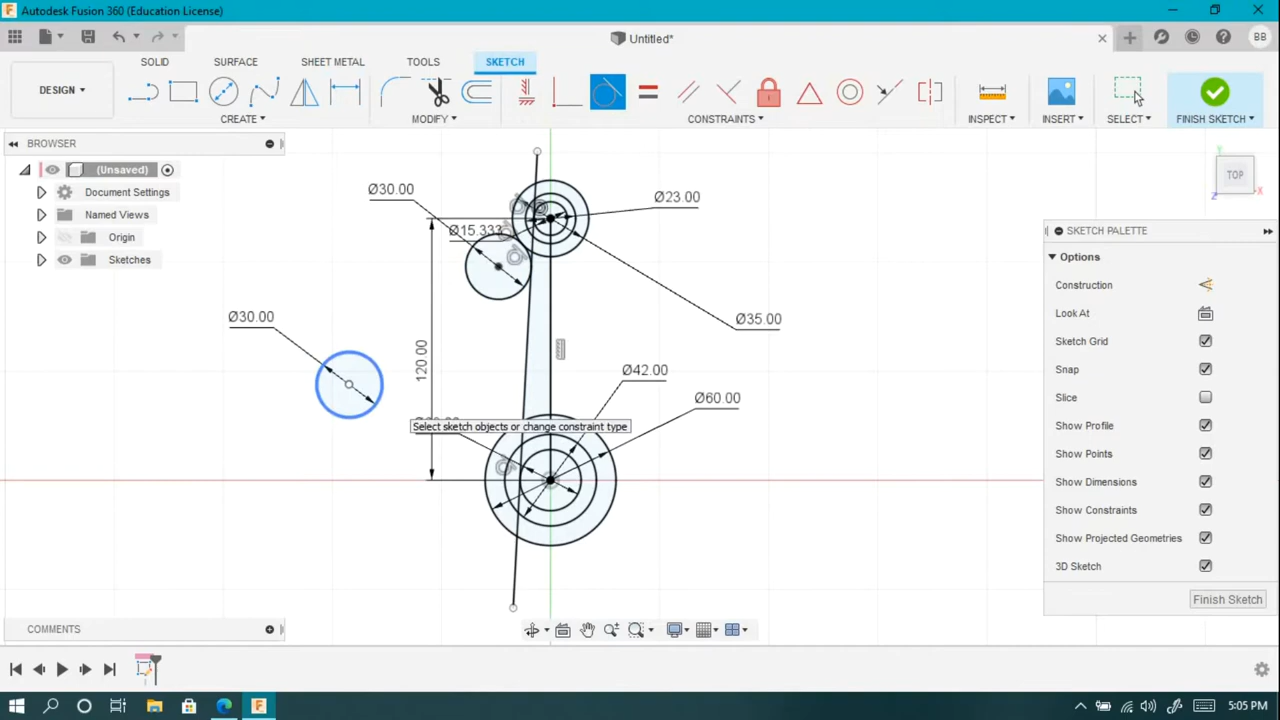 Autodesk Fusion 360 (Education License)
Untitled*
BB
DESIGN
SOLID
SURFACE
SHEET METAL
TOOLS
SKETCH
CREATE
MODIFY
CONSTRAINTS
INSPECT
INSERT
SELECT
FINISH SKETCH
BROWSER
(Unsaved)
Document Settings
Named Views
Origin
Sketches
TOP
Y
X
Z
Ø30.00
Ø23.00
Ø15.333
Ø30.00
Ø35.00
120.00
Ø42.00
Ø60.00
Select sketch objects or change constraint type
SKETCH PALETTE
Options
Construction
Look At
Sketch Grid
Snap
Slice
Show Profile
Show Points
Show Dimensions
Show Constraints
Show Projected Geometries
3D Sketch
Finish Sketch
COMMENTS
5:05 PM